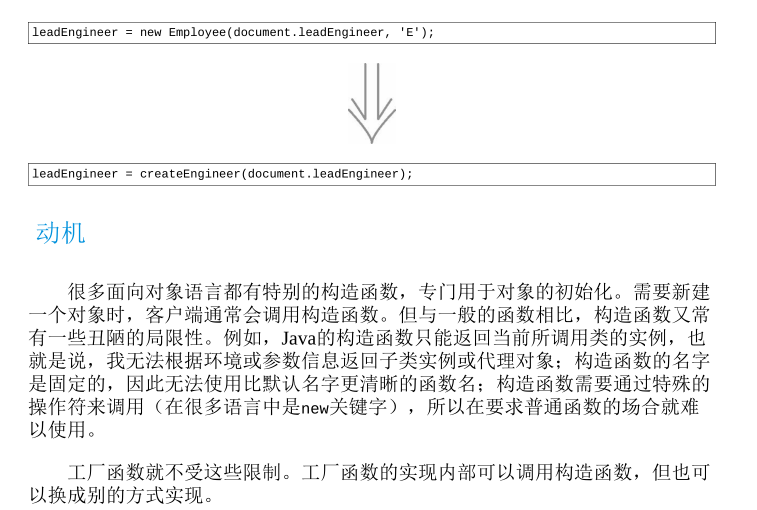 leadEngineer = new Employee(document.leadEngineer, 'E');
leadEngineer = createEngineer(document.leadEngineer);
动机
很多面向对象语言都有特别的构造函数，专门用于对象的初始化。需要新建
一个对象时，客户端通常会调用构造函数。但与一般的函数相比，构造函数又常
有一些丑陋的局限性。例如，Java的构造函数只能返回当前所调用类的实例，也
就是说，我无法根据环境或参数信息返回子类实例或代理对象；构造函数的名字
是固定的，因此无法使用比默认名字更清晰的函数名；构造函数需要通过特殊的
操作符来调用（在很多语言中是new关键字），所以在要求普通函数的场合就难
以使用。
工厂函数就不受这些限制。工厂函数的实现内部可以调用构造函数，但也可
以换成别的方式实现。